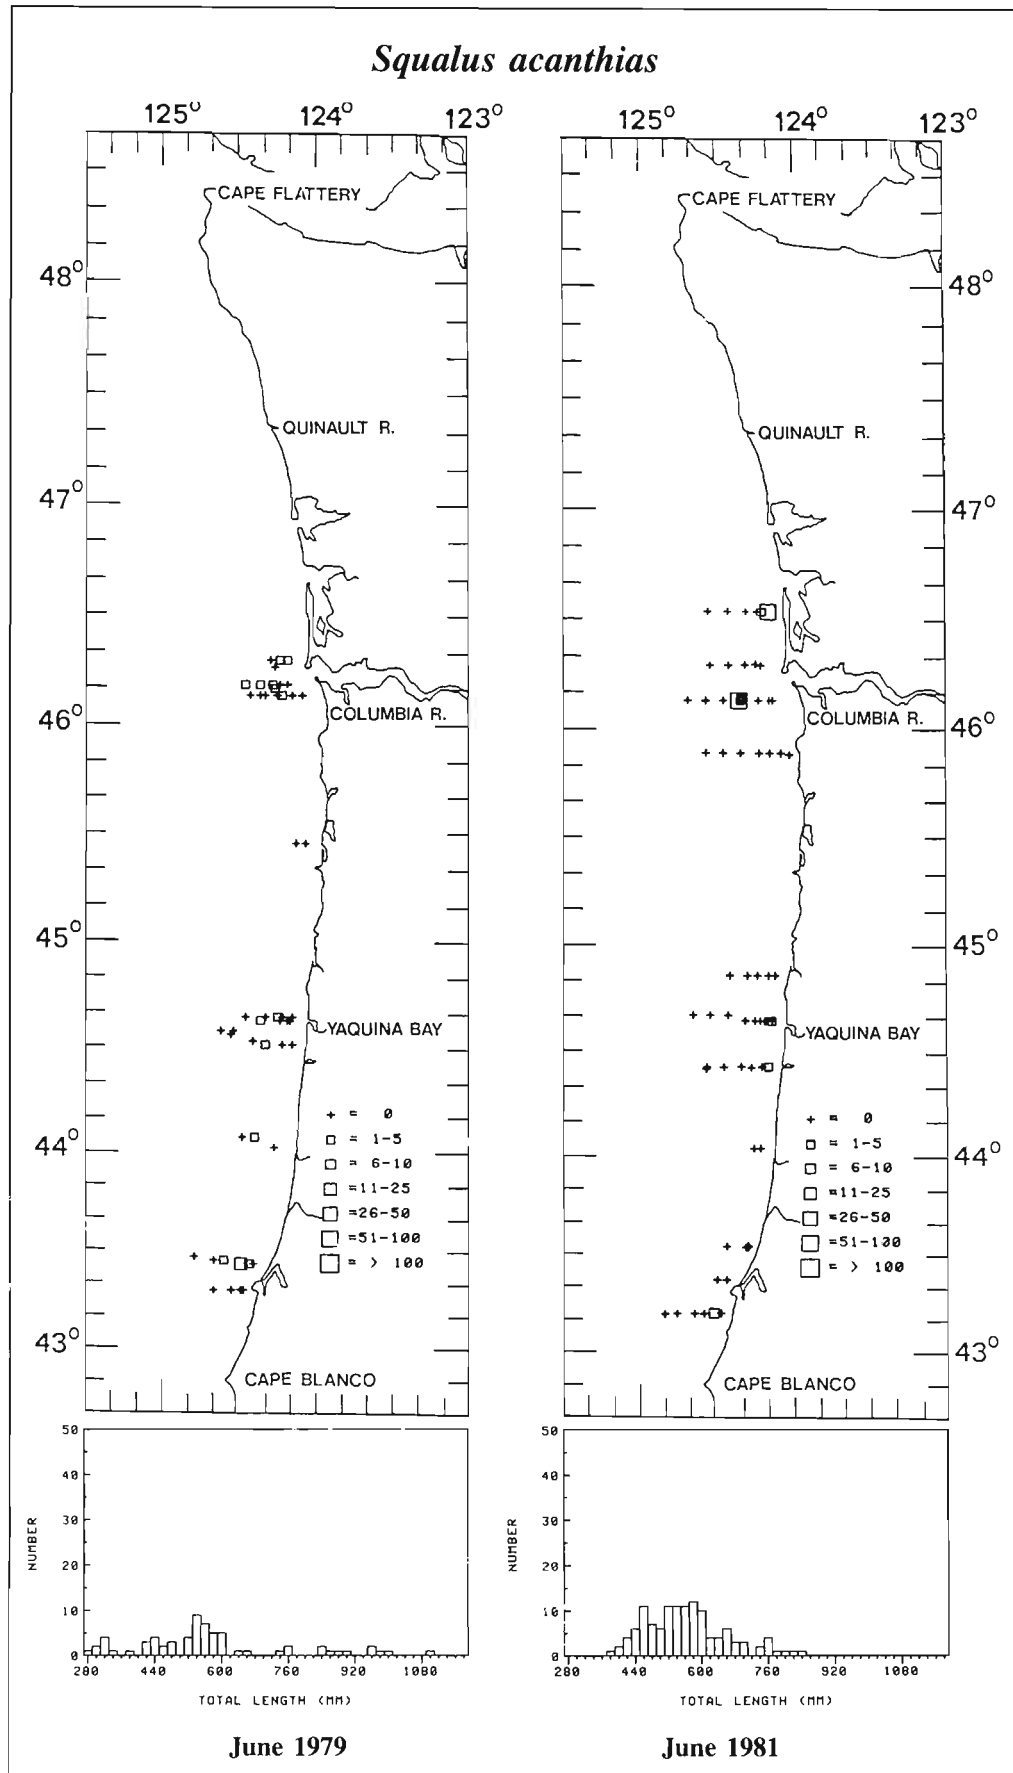 Squalus acanthias
125° 124° 123°
CAPE FLATTERY
48°
QUINAULT R.
47°
46°
COLUMBIA R.
45°
YAQUINA BAY
+ = 0
□ = 1-5
□ = 6-10
□ =11-25
□ =26-50
□ =51-100
□ = > 100
44°
43°
CAPE BLANCO
50
40
30
20
10
0
NUMBER
280 440 600 760 920 1080
TOTAL LENGTH (MM)
June 1979
125° 124° 123°
CAPE FLATTERY
48°
QUINAULT R.
47°
46°
COLUMBIA R.
45°
YAQUINA BAY
+ = 0
□ = 1-5
□ = 6-10
□ =11-25
□ =26-50
□ =51-100
□ = > 100
44°
43°
CAPE BLANCO
50
40
30
20
10
0
NUMBER
280 440 600 760 920 1080
TOTAL LENGTH (MM)
June 1981